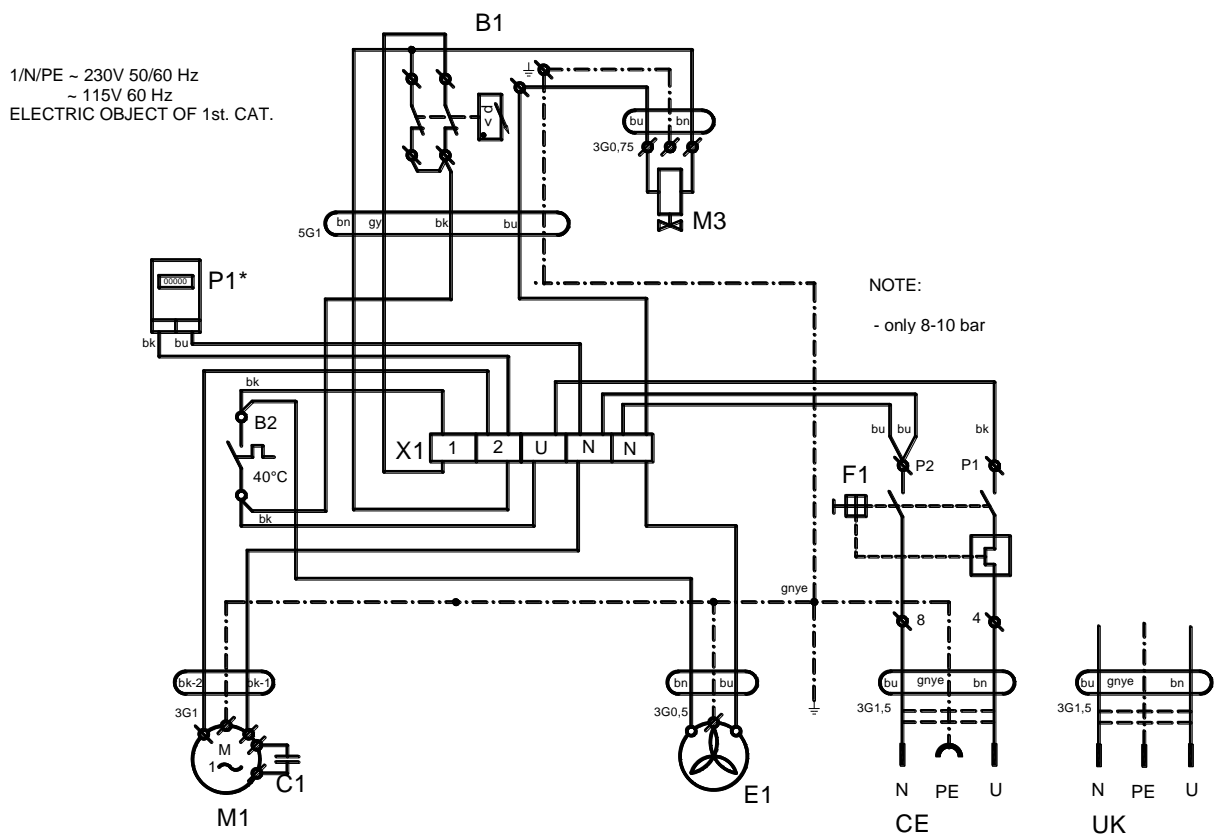 B1
1/N/PE ~ 230V 50/60 Hz
~ 115V 60 Hz
ELECTRIC OBJECT OF 1st. CAT.
v p
bu bn
3G0,75
M3
bn gy bk bu
5G1
00000
P1*
NOTE:
- only 8-10 bar
bk bu
bk
B2
40°C
bk
X1 1 2 U N N
bu bu bk
P2 P1
F1
gnye
8 4
bk-2 bk-1
3G1
M
1
C1
M1
bn bu
3G0,5
E1
bu gnye bn
3G1,5
N PE U
CE
bu gnye bn
3G1,5
N PE U
UK